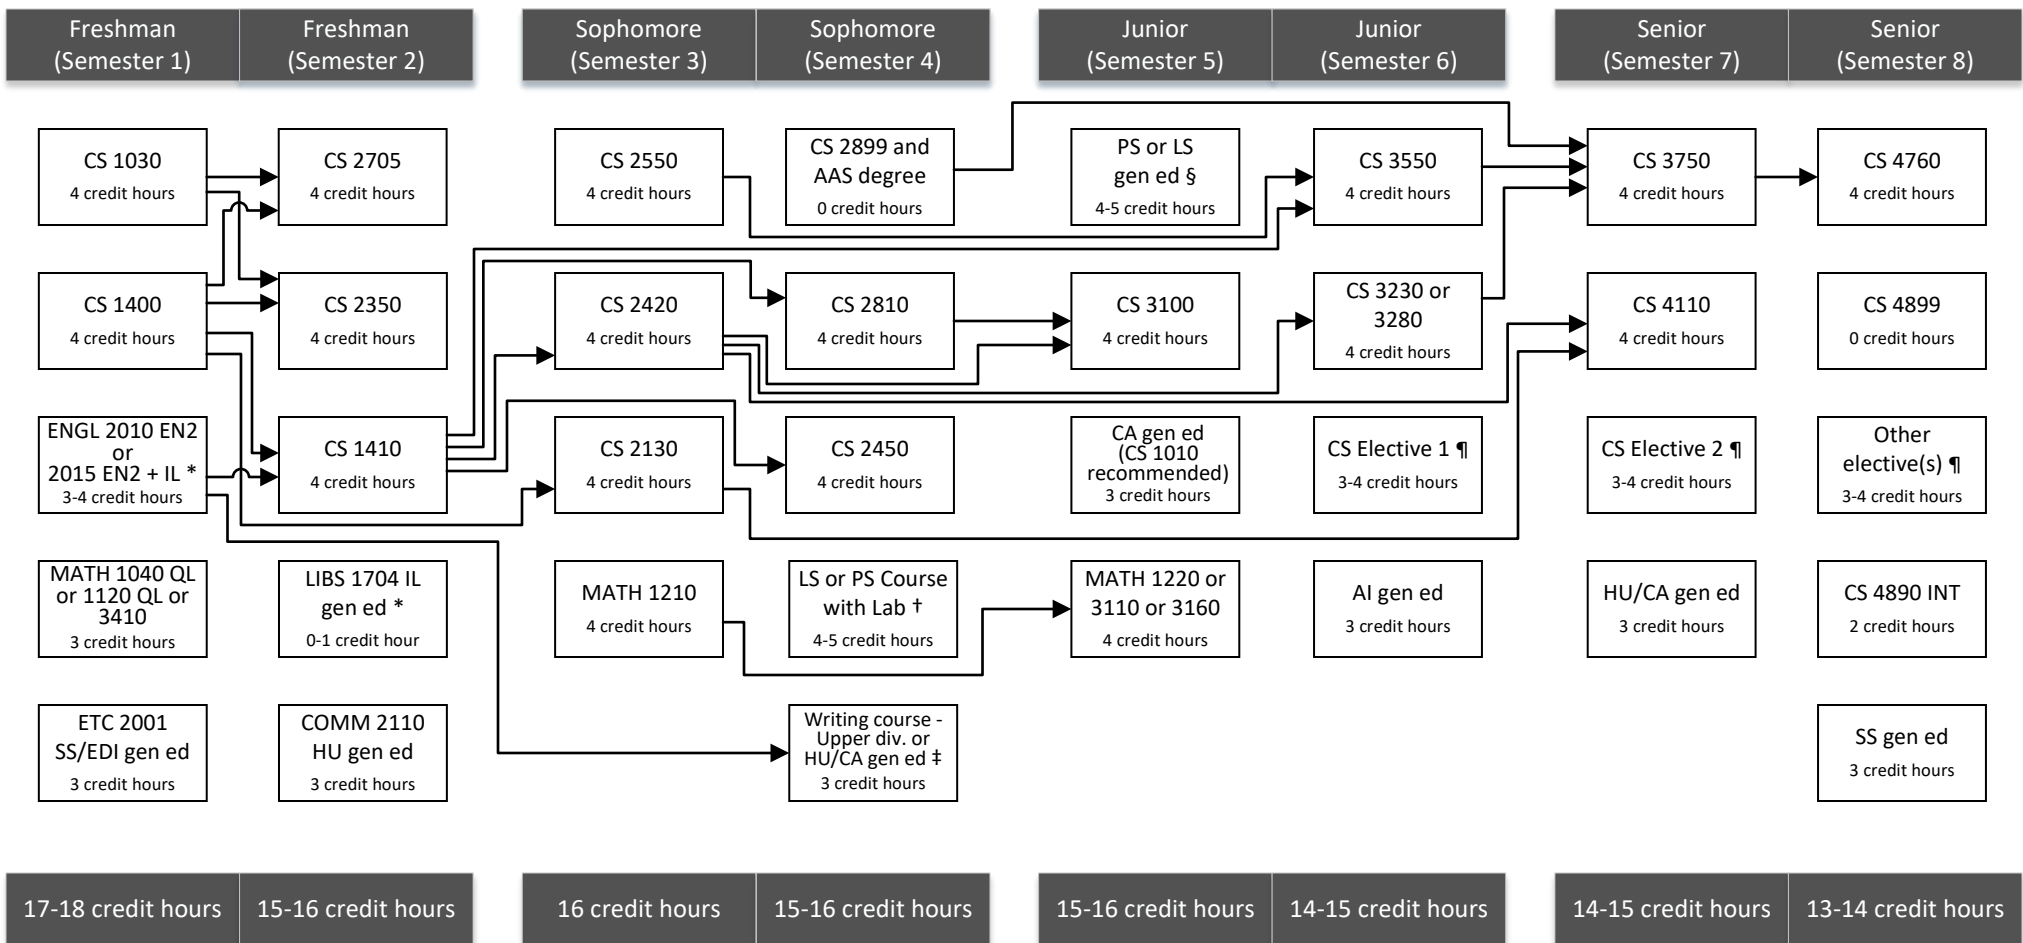 Freshman
(Semester 1)
Freshman
(Semester 2)
Sophomore
(Semester 3)
Sophomore
(Semester 4)
Junior
(Semester 5)
Junior
(Semester 6)
Senior
(Semester 7)
Senior
(Semester 8)
CS 1030
4 credit hours
CS 2705
4 credit hours
CS 2550
4 credit hours
CS 2899 and
AAS degree
0 credit hours
PS or LS
gen ed §
4-5 credit hours
CS 3550
4 credit hours
CS 3750
4 credit hours
CS 4760
4 credit hours
CS 1400
4 credit hours
CS 2350
4 credit hours
CS 2420
4 credit hours
CS 2810
4 credit hours
CS 3100
4 credit hours
CS 3230 or
3280
4 credit hours
CS 4110
4 credit hours
CS 4899
0 credit hours
ENGL 2010 EN2
or
2015 EN2 + IL *
3-4 credit hours
CS 1410
4 credit hours
CS 2130
4 credit hours
CS 2450
4 credit hours
CA gen ed
(CS 1010
recommended)
3 credit hours
CS Elective 1 ¶
3-4 credit hours
CS Elective 2 ¶
3-4 credit hours
Other
elective(s) ¶
3-4 credit hours
MATH 1040 QL
or 1120 QL or
3410
3 credit hours
LIBS 1704 IL
gen ed *
0-1 credit hour
MATH 1210
4 credit hours
LS or PS Course
with Lab †
4-5 credit hours
MATH 1220 or
3110 or 3160
4 credit hours
AI gen ed
3 credit hours
HU/CA gen ed
3 credit hours
CS 4890 INT
2 credit hours
ETC 2001
SS/EDI gen ed
3 credit hours
COMM 2110
HU gen ed
3 credit hours
Writing course -
Upper div. or
HU/CA gen ed ‡
3 credit hours
SS gen ed
3 credit hours
17-18 credit hours
15-16 credit hours
16 credit hours
15-16 credit hours
15-16 credit hours
14-15 credit hours
14-15 credit hours
13-14 credit hours